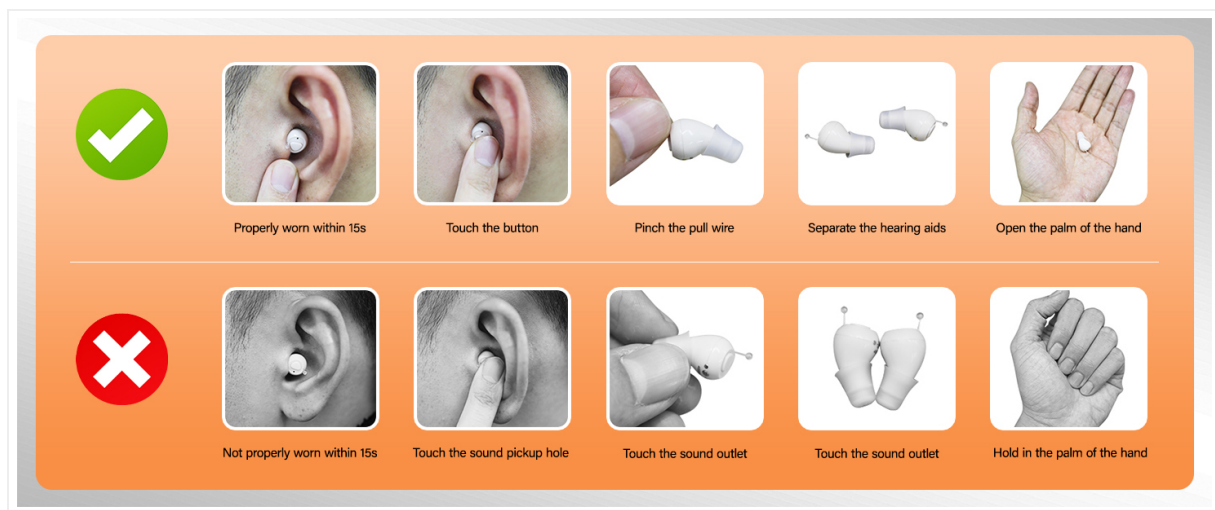 Properly worn within 15s
Touch the button
Pinch the pull wire
Separate the hearing aids
Open the palm of the hand
Not properly worn within 15s
Touch the sound pickup hole
Touch the sound outlet
Touch the sound outlet
Hold in the palm of the hand